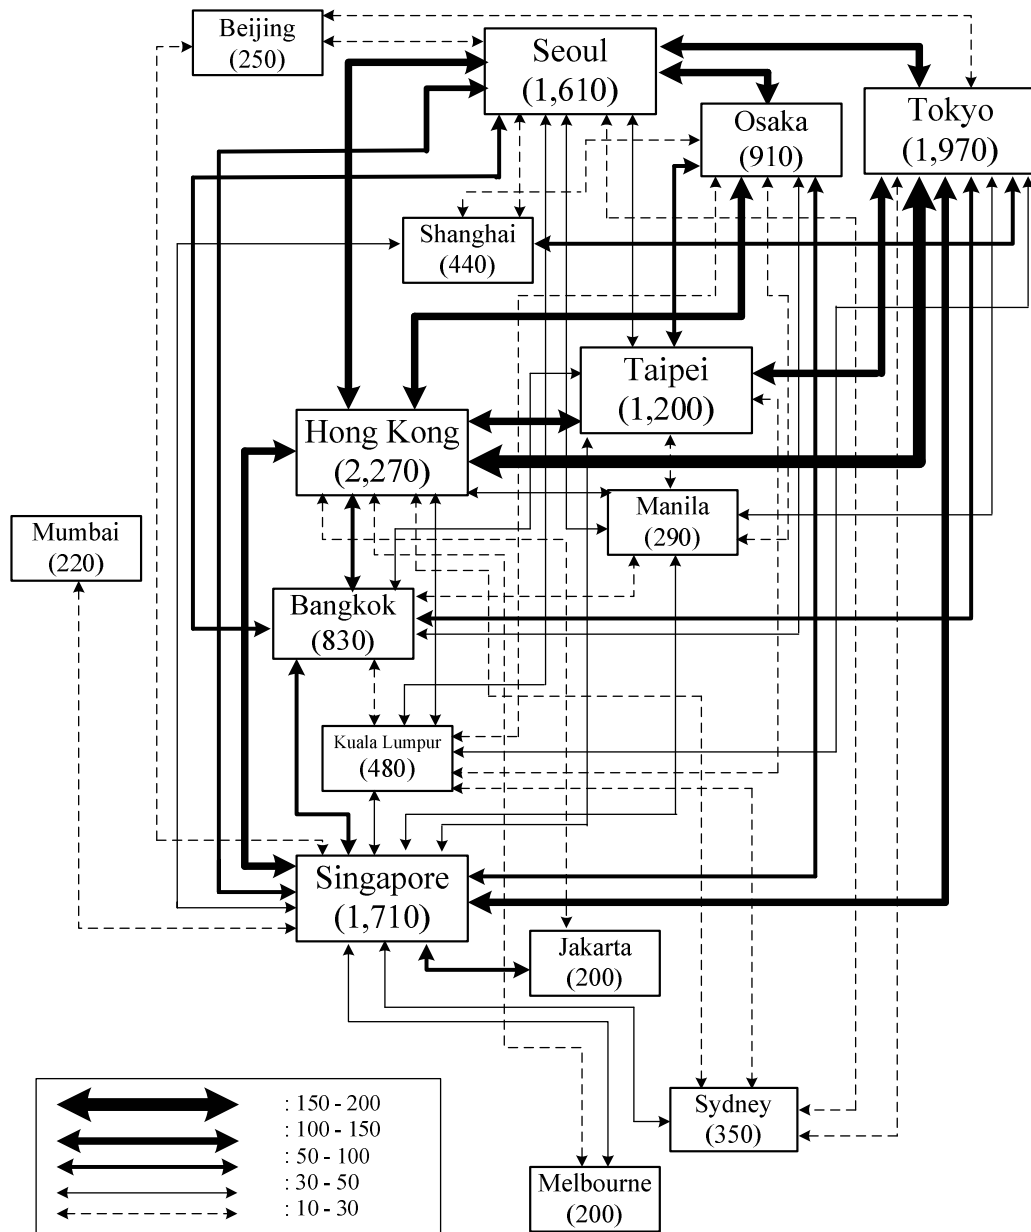 Beijing
(250)
Seoul
(1,610)
Osaka
(910)
Tokyo
(1,970)
Shanghai
(440)
Taipei
(1,200)
Hong Kong
(2,270)
Manila
(290)
Mumbai
(220)
Bangkok
(830)
Kuala Lumpur
(480)
Singapore
(1,710)
Jakarta
(200)
Sydney
(350)
Melbourne
(200)
: 150 - 200
: 100 - 150
: 50 - 100
: 30 - 50
: 10 - 30